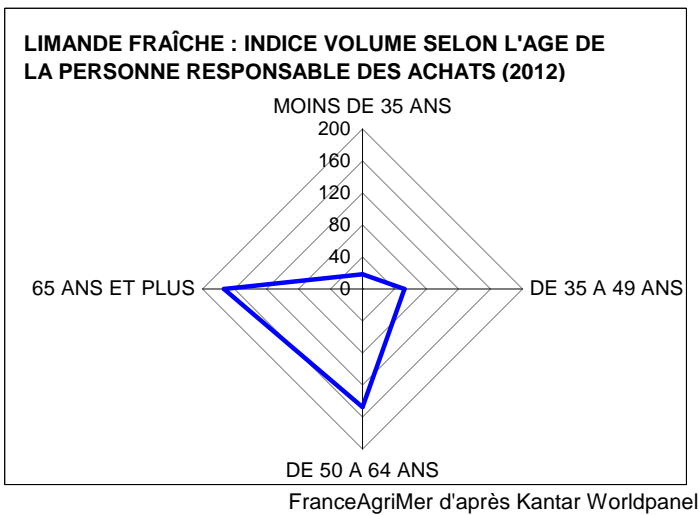 LIMANDE FRAÎCHE : INDICE VOLUME SELON L'AGE DE
LA PERSONNE RESPONSABLE DES ACHATS (2012)
MOINS DE 35 ANS
200
160
120
80
40
0
65 ANS ET PLUS
DE 35 A 49 ANS
DE 50 A 64 ANS
FranceAgriMer d'après Kantar Worldpanel